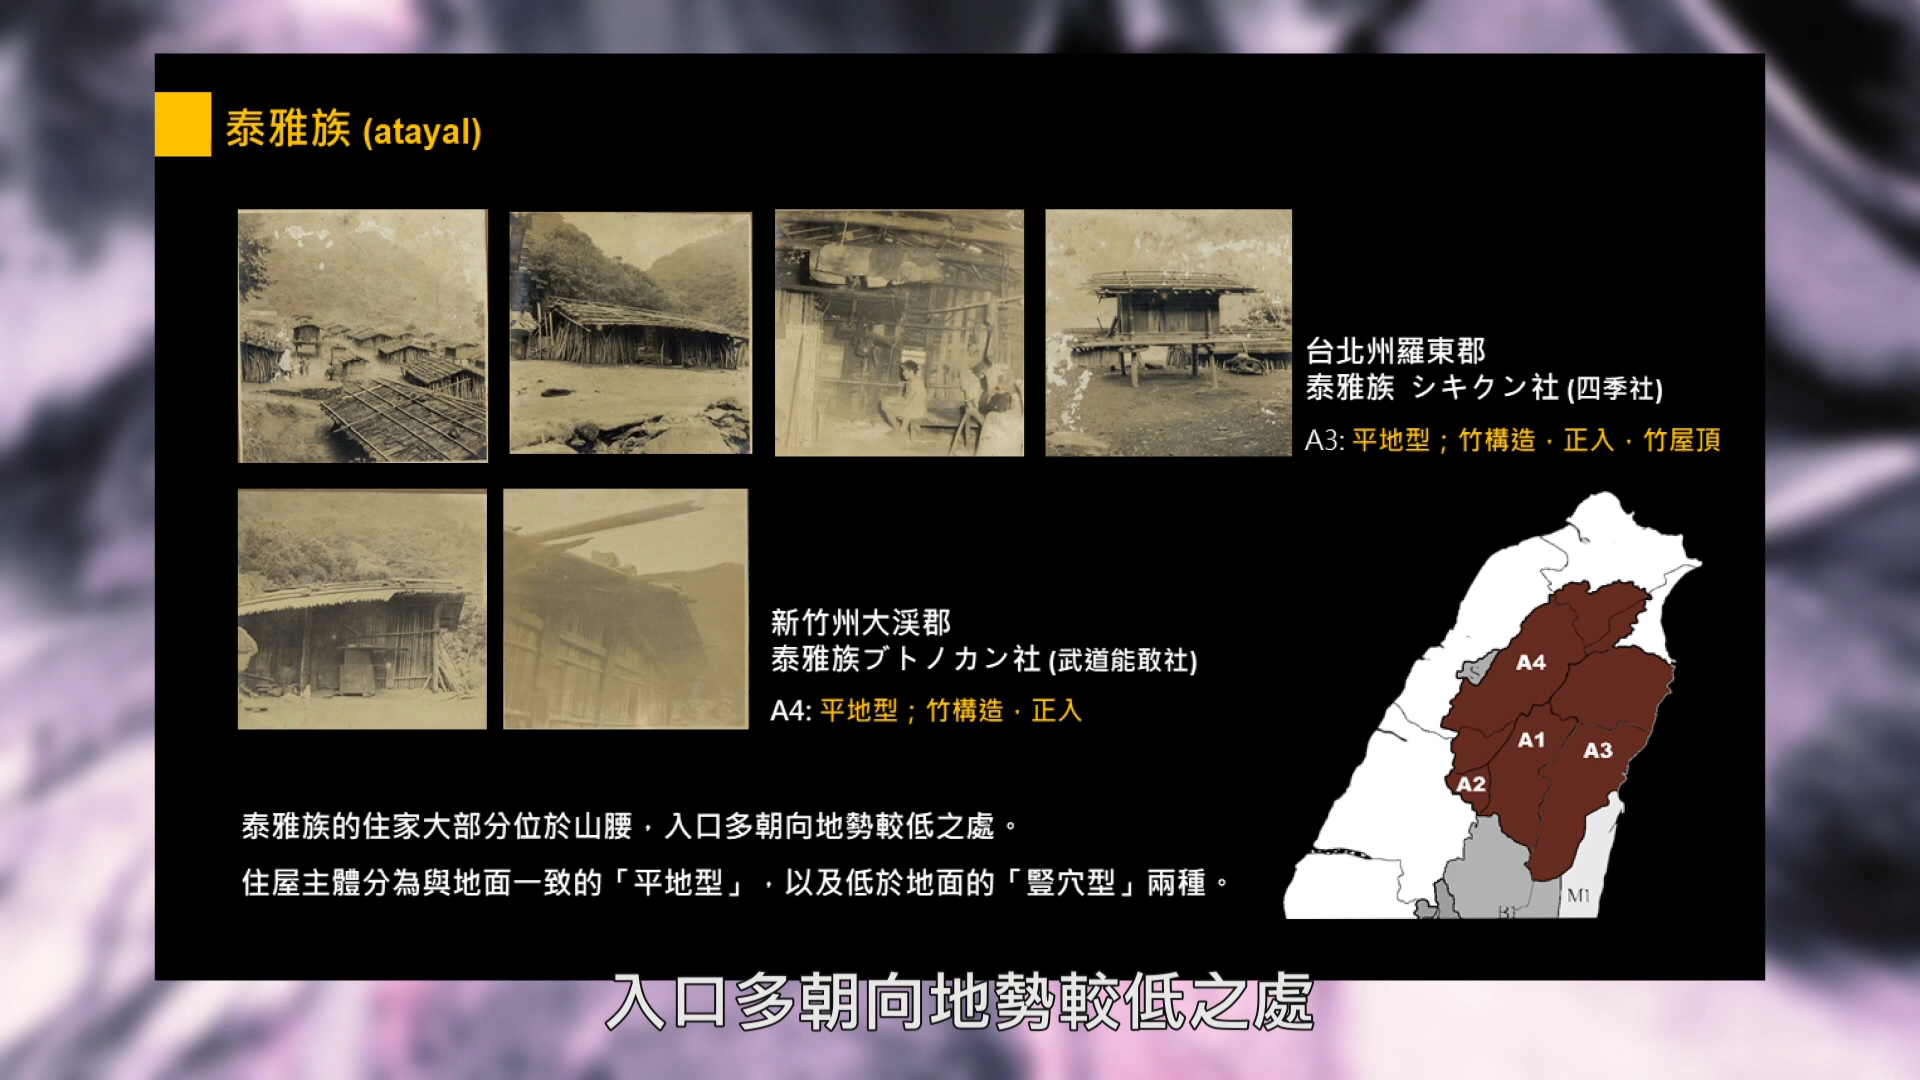 泰雅族 (atayal)
台北州羅東郡
泰雅族 シキクン社 (四季社)
A3: 平地型；竹構造，正入，竹屋頂
新竹州大渓郡
泰雅族ブトノカン社 (武道能敢社)
A4: 平地型；竹構造，正入
A4
A1
A3
A2
M1
B1
泰雅族的住家大部分位於山腰，入口多朝向地勢較低之處。
住屋主體分為與地面一致的「平地型」，以及低於地面的「豎穴型」兩種。
入口多朝向地勢較低之處